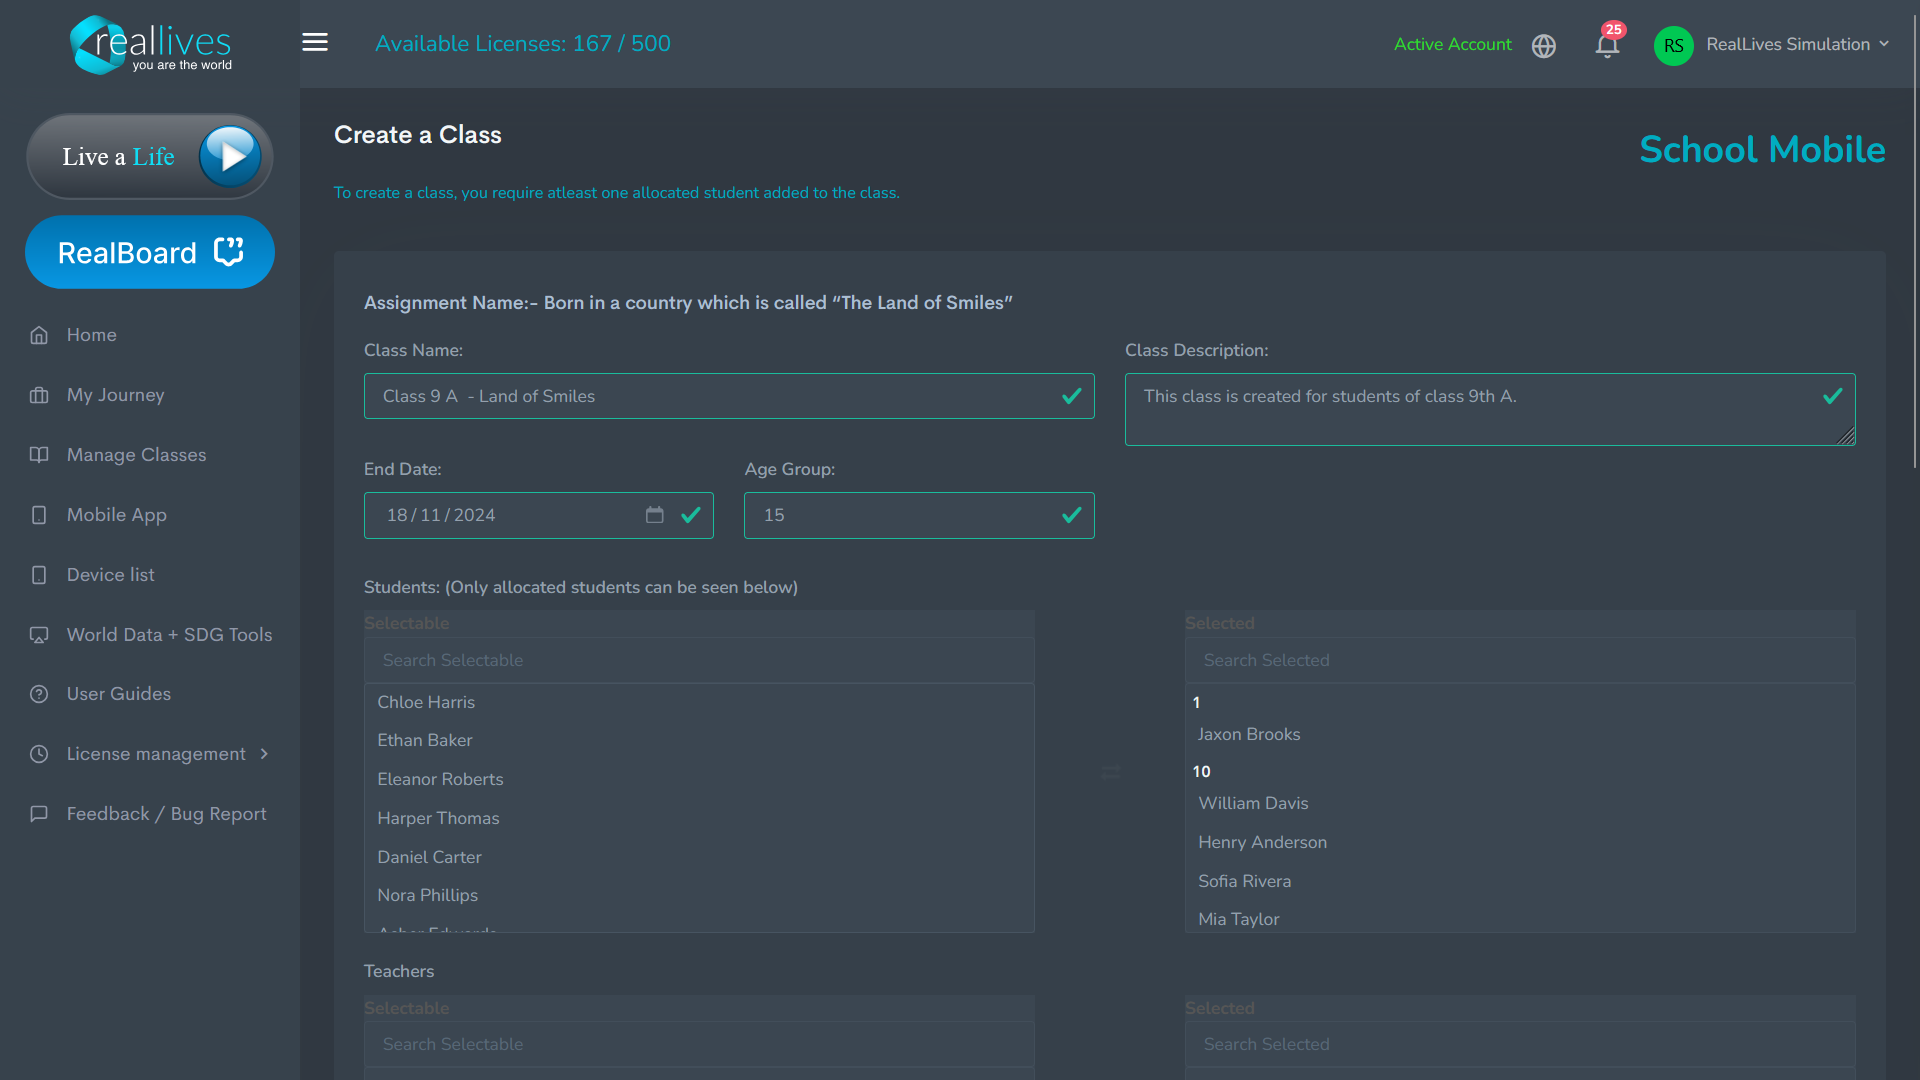 reallives
you are the world
Available Licenses: 167 / 500
Active Account
25
RS
RealLives Simulation
Live a Life
RealBoard
Home
My Journey
Manage Classes
Mobile App
Device list
World Data + SDG Tools
User Guides
License management
Feedback / Bug Report
Create a Class
School Mobile
To create a class, you require atleast one allocated student added to the class.
Assignment Name:- Born in a country which is called “The Land of Smiles”
Class Name:
Class 9 A  - Land of Smiles
Class Description:
This class is created for students of class 9th A.
End Date:
18/11/2024
Age Group:
15
Students: (Only allocated students can be seen below)
Selectable
Search Selectable
Chloe Harris
Ethan Baker
Eleanor Roberts
Harper Thomas
Daniel Carter
Nora Phillips
Selected
Search Selected
1
Jaxon Brooks
10
William Davis
Henry Anderson
Sofia Rivera
Mia Taylor
Teachers
Selectable
Search Selectable
Selected
Search Selected